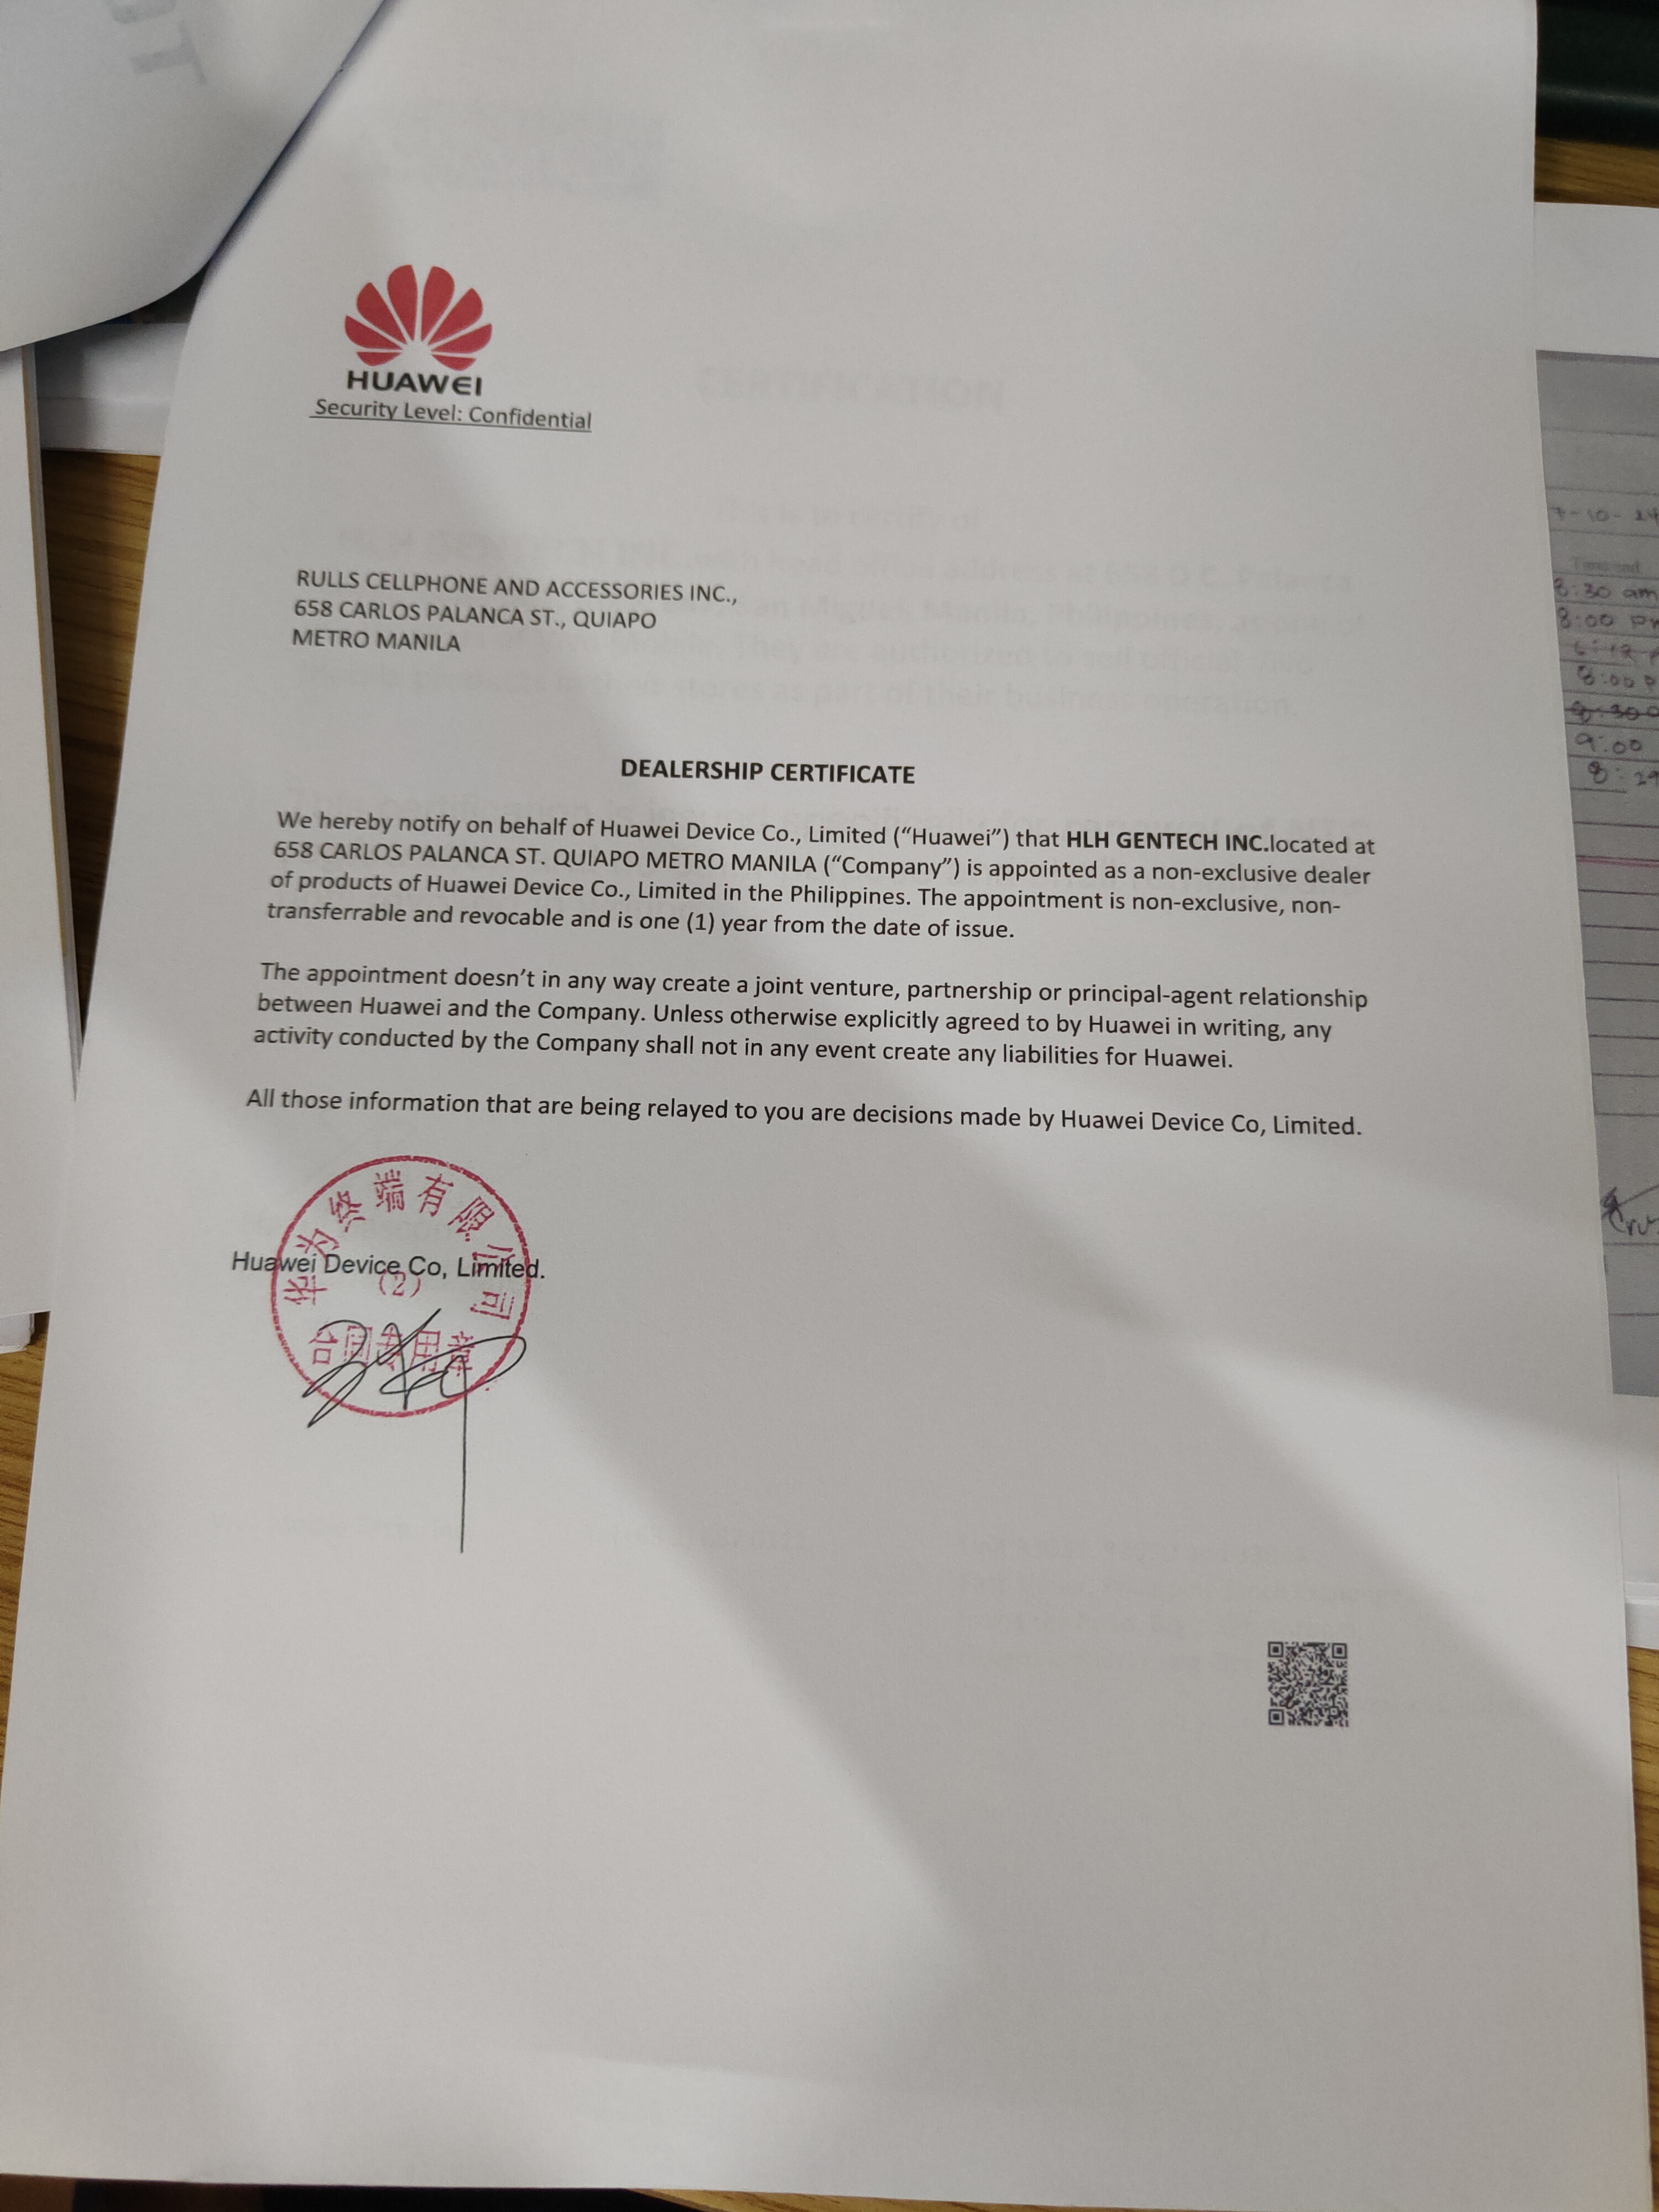 HUAWEI
Security Level: Confidential
RULLS CELLPHONE AND ACCESSORIES INC.,
658 CARLOS PALANCA ST., QUIAPO
METRO MANILA
DEALERSHIP CERTIFICATE
We hereby notify on behalf of Huawei Device Co., Limited (“Huawei”) that HLH GENTECH INC.located at
658 CARLOS PALANCA ST. QUIAPO METRO MANILA (“Company”) is appointed as a non-exclusive dealer
of products of Huawei Device Co., Limited in the Philippines. The appointment is non-exclusive, non-
transferrable and revocable and is one (1) year from the date of issue.
The appointment doesn’t in any way create a joint venture, partnership or principal-agent relationship
between Huawei and the Company. Unless otherwise explicitly agreed to by Huawei in writing, any
activity conducted by the Company shall not in any event create any liabilities for Huawei.
All those information that are being relayed to you are decisions made by Huawei Device Co, Limited.
华为终端有限公司
Huawei Device Co, Limited.
(2)
合同专用章
7-10-24
8:30 am
8:00
8:00
8:30
9:00
8:29